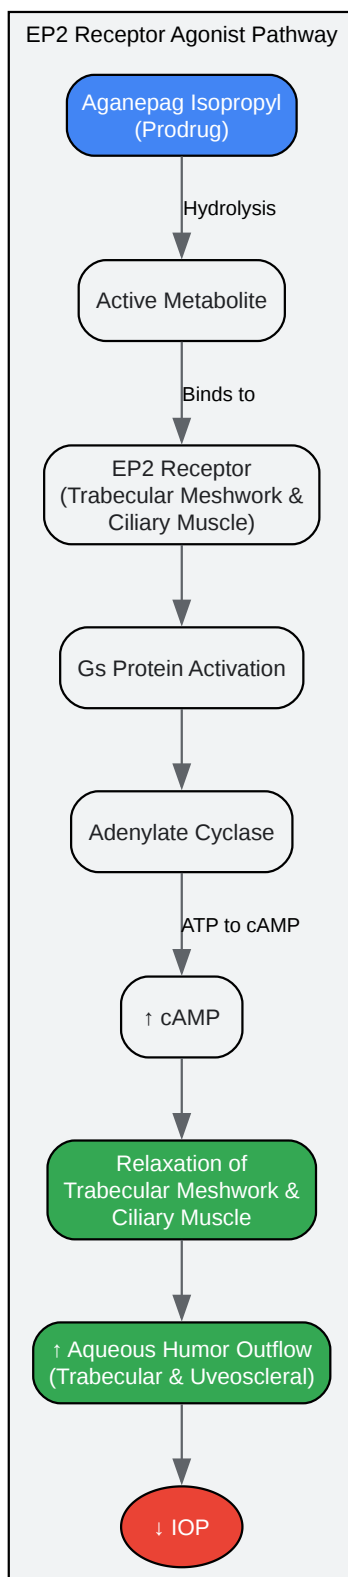 EP2 Receptor Agonist Pathway
Aganepag Isopropyl
(Prodrug)
Hydrolysis
Active Metabolite
Binds to
EP2 Receptor
(Trabecular Meshwork &
Ciliary Muscle)
Gs Protein Activation
Adenylate Cyclase
ATP to cAMP
↑ cAMP
Relaxation of
Trabecular Meshwork &
Ciliary Muscle
↑ Aqueous Humor Outflow
(Trabecular & Uveoscleral)
↓ IOP